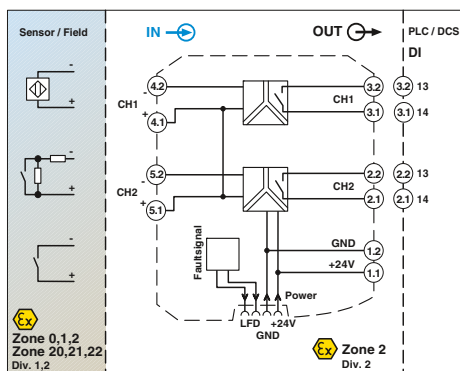 Sensor / Field
IN
OUT
PLC / DCS
DI
-
+
4.2
-
CH1
+
4.1
3.2
CH1
3.1
3.2 13
3.1 14
-
+
5.2
-
CH2
+
5.1
2.2
CH2
2.1
2.2 13
2.1 14
-
+
Faultsignal
GND
1.2
+24V
1.1
Power
LFD +24V
GND
Ex
Zone 0,1,2
Zone 20,21,22
Div. 1,2
Ex
Zone 2
Div. 2